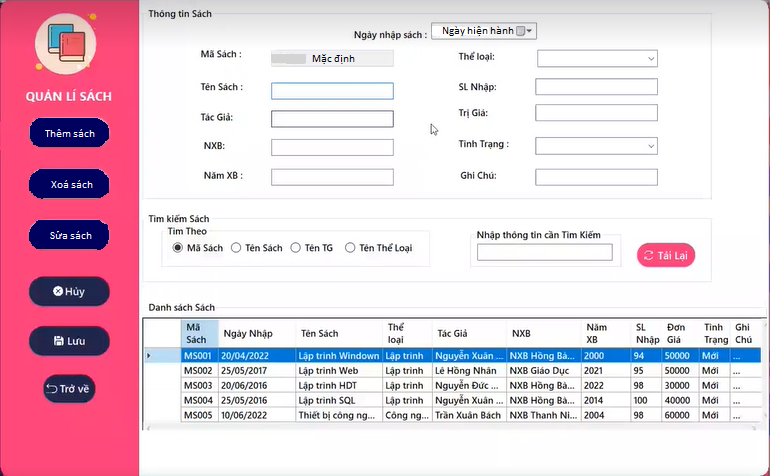 Thông tin Sách
Ngày nhập sách : Ngày hiện hành
QUẢN LÍ SÁCH
Thêm sách
Xoá sách
Sửa sách
Hủy
Lưu
Trở về
Mã Sách : Mặc định
Thể loại:
Tên Sách :
SL Nhập:
Tác Giả:
Trị Giá:
NXB:
Tình Trạng :
Năm XB :
Ghi Chú:
Tìm kiếm Sách
Tìm Theo
Mã Sách Tên Sách Tên TG Tên Thể Loại
Nhập thông tin cần Tìm Kiếm
Tải Lại
Danh sách Sách
Mã Sách Ngày Nhập Tên Sách Thể loại Tác Giả NXB Năm XB SL Nhập Đơn Giá Tình Trạng Ghi Chú
MS001 20/04/2022 Lập trình Windown Lập trình Nguyễn Xuân ... NXB Hồng Bà... 2000 94 50000 Mới ...
MS002 25/05/2017 Lập trình Web Lập trình Lê Hồng Nhân NXB Giáo Dục 2021 95 50000 Mới ...
MS003 20/06/2016 Lập trình HDT Lập trình Nguyễn Đức ... NXB Hồng Bà... 2022 98 30000 Mới ...
MS004 25/05/2016 Lập trình SQL Lập trình Nguyễn Xuân ... NXB Hồng Bà... 2014 100 40000 Mới ...
MS005 10/06/2022 Thiết bị công ng... Công ng... Trần Xuân Bách NXB Thanh Ni... 2004 98 60000 Mới ...